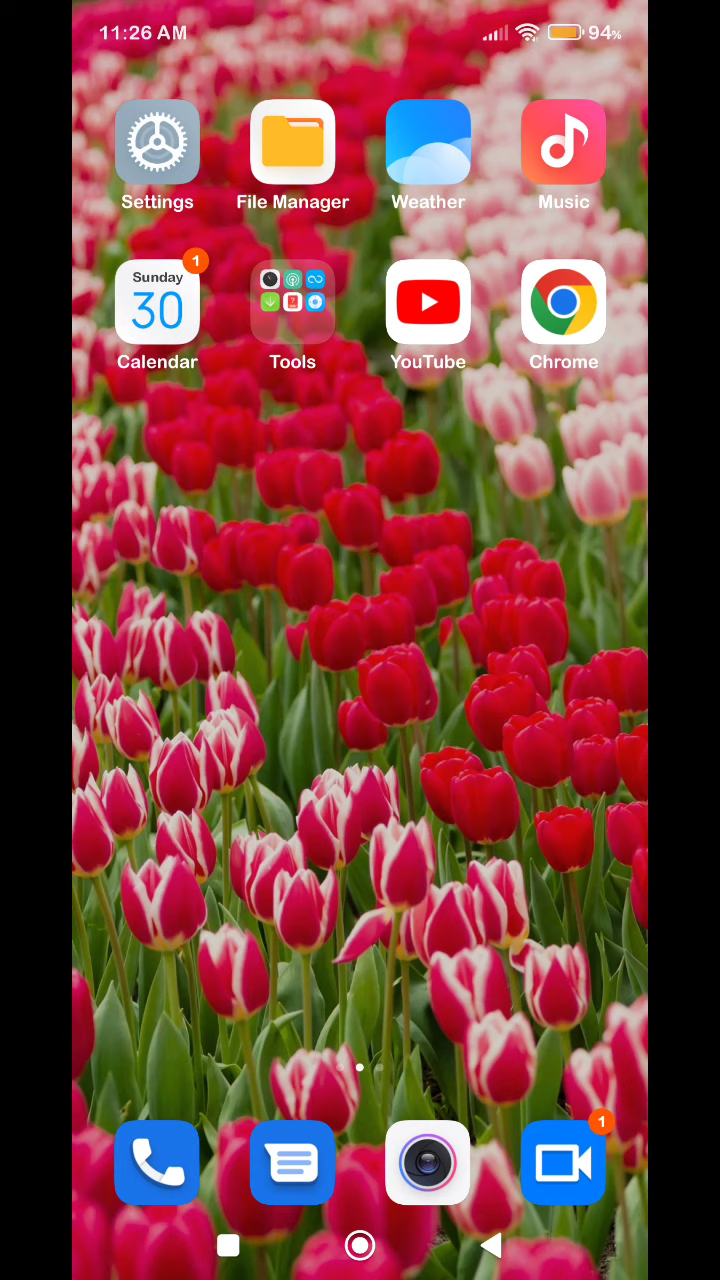 11:26 AM
94%
Settings
File Manager
Weather
Music
1
Sunday
30
Calendar
Tools
YouTube
Chrome
1